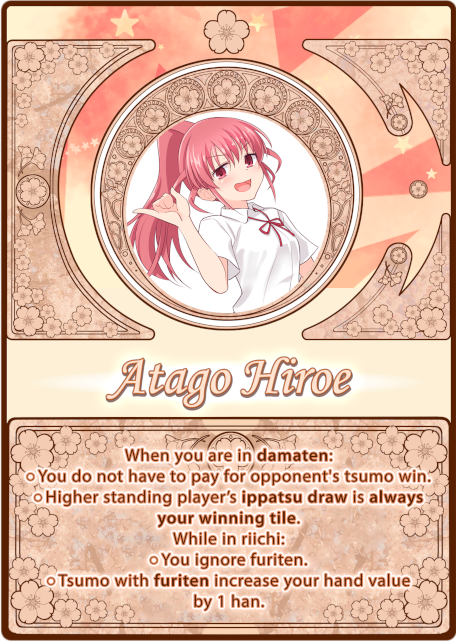 Atago Hiroe
When you are in damaten:
○You do not have to pay for opponent's tsumo win.
○Higher standing player's ippatsu draw is always
your winning tile.
While in riichi:
○You ignore furiten.
○Tsumo with furiten increase your hand value
by 1 han.